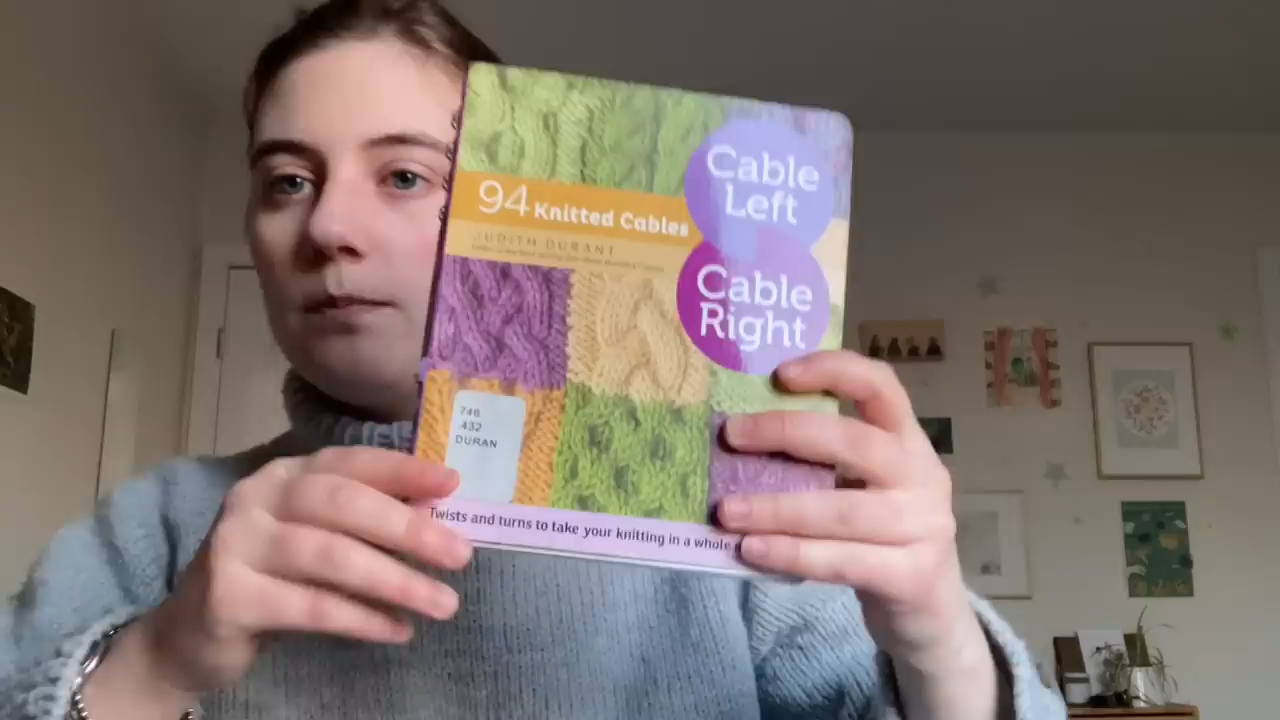 Cable
Left
94 Knitted Cables
JUDITH DURANT
Cable
Right
746
432
DURAN
Twists and turns to take your knitting in a whole